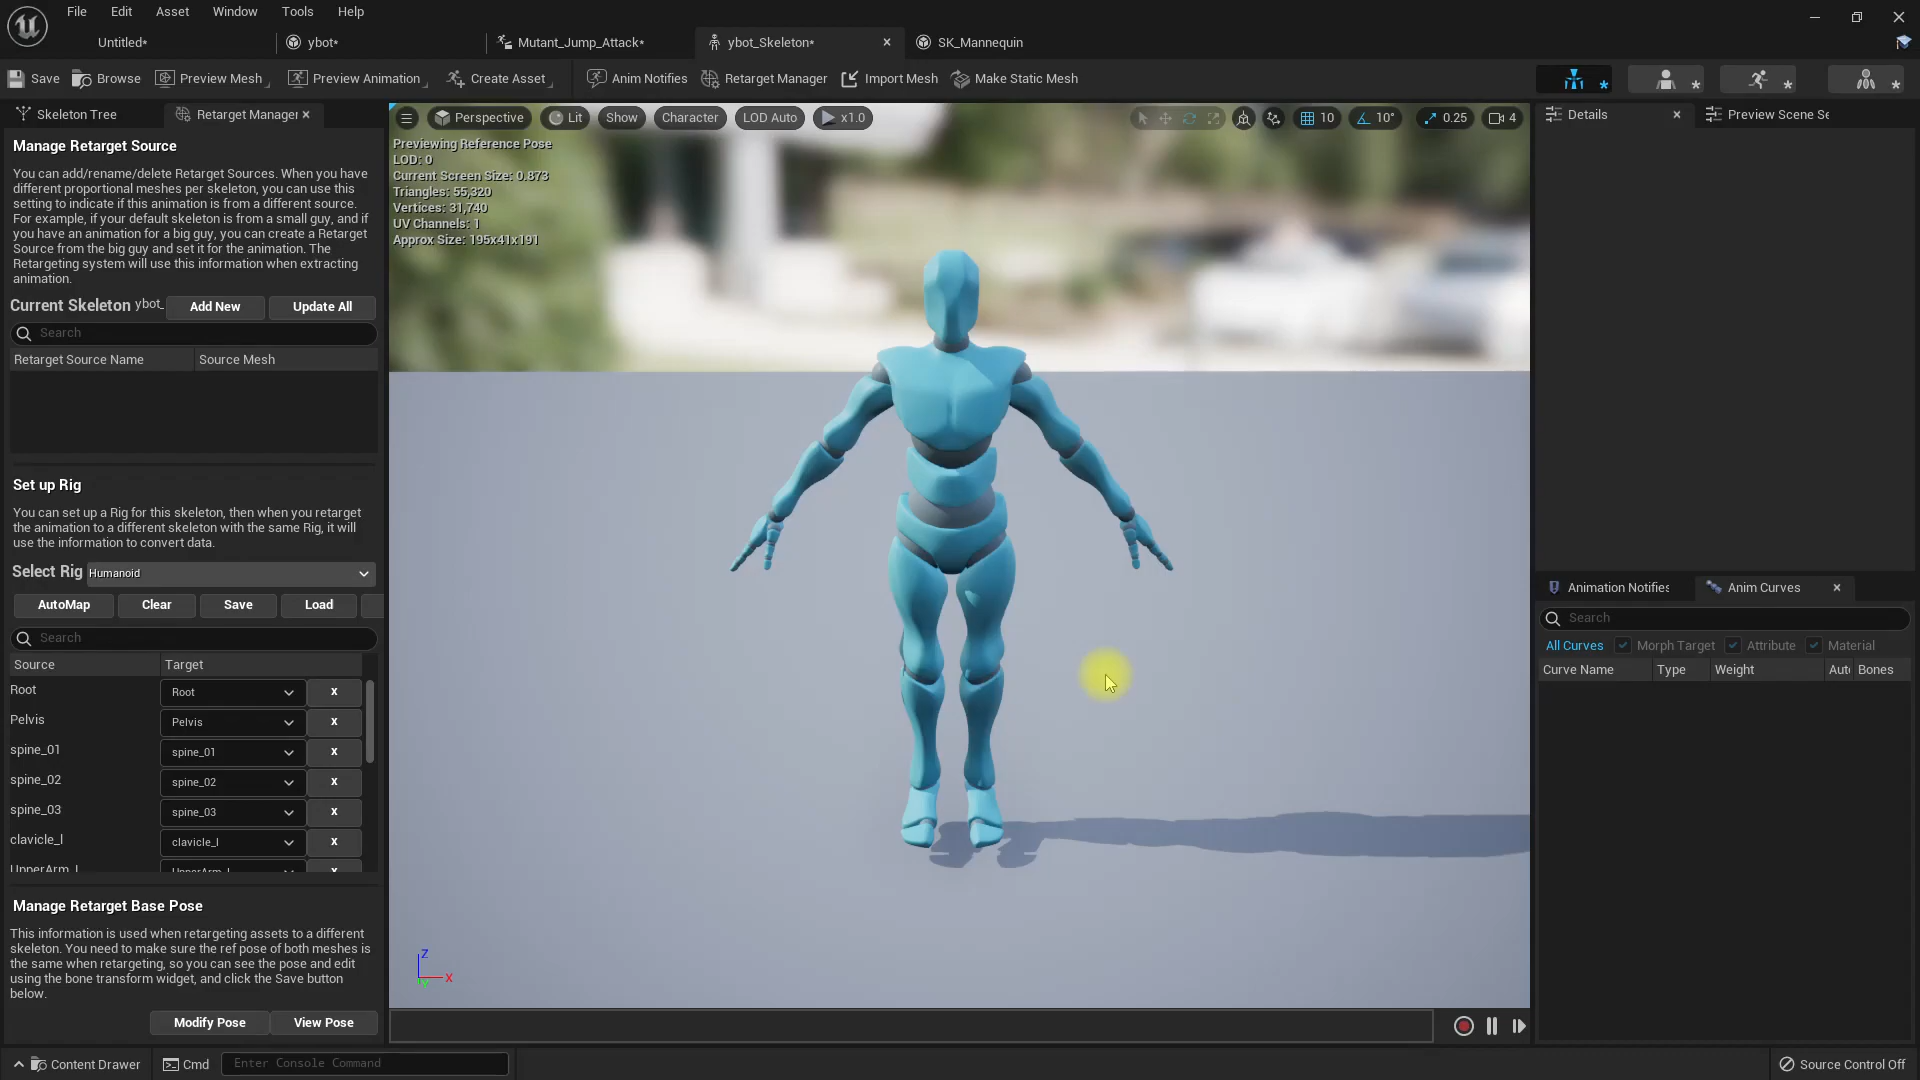 File Edit Asset Window Tools Help
Untitled* ybot* Mutant_Jump_Attack* ybot_Skeleton* SK_Mannequin
Save Browse Preview Mesh Preview Animation Create Asset Anim Notifies Retarget Manager Import Mesh Make Static Mesh
Skeleton Tree Retarget Manager
Manage Retarget Source
You can add/rename/delete Retarget Sources. When you have
different proportional meshes per skeleton, you can use this
setting to indicate if this animation is from a different source.
For example, if your default skeleton is from a small guy, and if
you have an animation for a big guy, you can create a Retarget
Source from the big guy and set it for the animation. The
Retargeting system will use this information when extracting
animation.
Current Skeleton ybot_ Add New Update All
Search
Retarget Source Name Source Mesh
Set up Rig
You can set up a Rig for this skeleton, then when you retarget
the animation to a different skeleton with the same Rig, it will
use the information to convert data.
Select Rig Humanoid
AutoMap Clear Save Load
Search
Source Target
Root Root x
Pelvis Pelvis x
spine_01 spine_01 x
spine_02 spine_02 x
spine_03 spine_03 x
clavicle_l clavicle_l x
UpperArm_l UpperArm_l x
Manage Retarget Base Pose
This information is used when retargeting assets to a different
skeleton. You need to make sure the ref pose of both meshes is
the same when retargeting, so you can see the pose and edit
using the bone transform widget, and click the Save button
below.
Modify Pose View Pose
Perspective Lit Show Character LOD Auto x1.0 10 10° 0.25 4
Previewing Reference Pose
LOD: 0
Current Screen Size: 0.873
Triangles: 55,320
Vertices: 31,740
UV Channels: 1
Approx Size: 195x41x191
Z
X
Y
Details Preview Scene Se
Animation Notifies Anim Curves
Search
All Curves Morph Target Attribute Material
Curve Name Type Weight Aut Bones
Content Drawer Cmd Enter Console Command Source Control Off